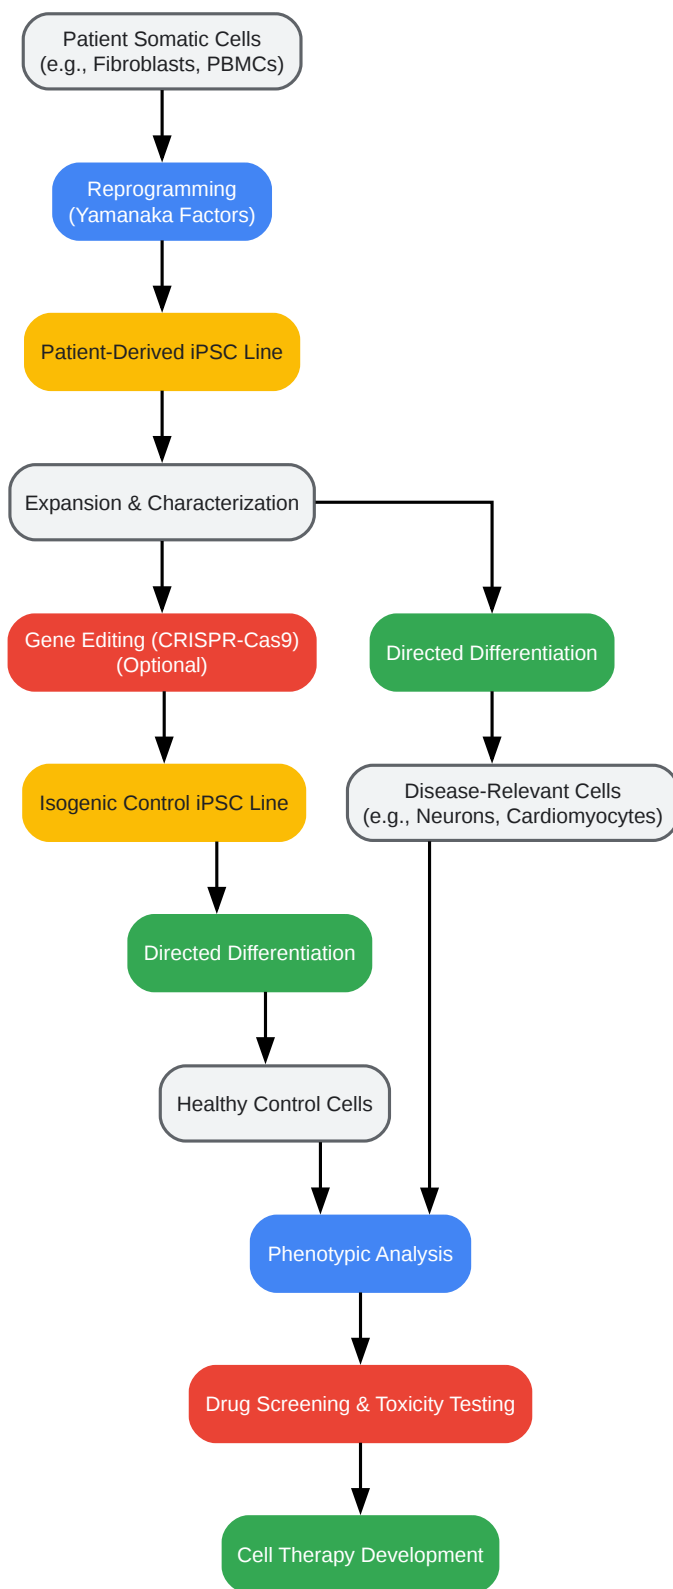 Patient Somatic Cells
(e.g., Fibroblasts, PBMCs)
Reprogramming
(Yamanaka Factors)
Patient-Derived iPSC Line
Expansion & Characterization
Gene Editing (CRISPR-Cas9)
(Optional)
Directed Differentiation
Isogenic Control iPSC Line
Disease-Relevant Cells
(e.g., Neurons, Cardiomyocytes)
Directed Differentiation
Healthy Control Cells
Phenotypic Analysis
Drug Screening & Toxicity Testing
Cell Therapy Development